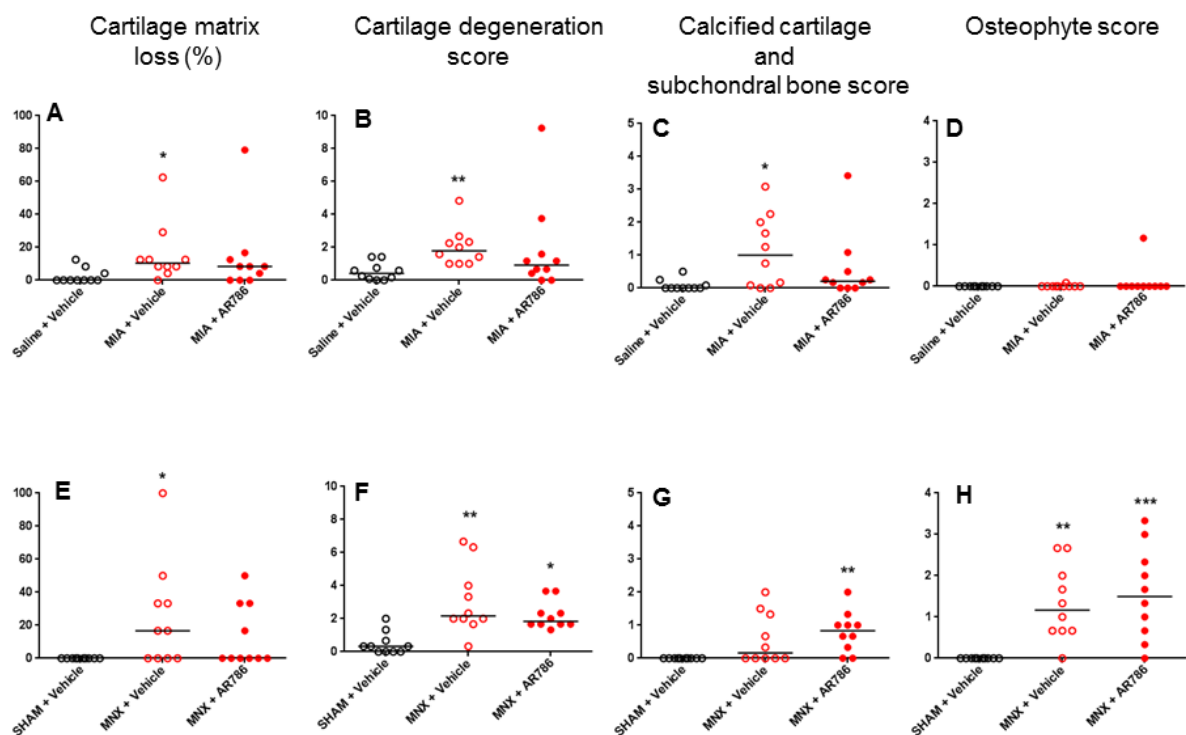 Cartilage matrix
loss (%)
Cartilage degeneration
score
Calcified cartilage
and
subchondral bone score
Osteophyte score
A
100
80
60
40
20
0
*
Saline + Vehicle
MIA + Vehicle
MIA + AR786
B
10
8
6
4
2
0
**
Saline + Vehicle
MIA + Vehicle
MIA + AR786
C
5
4
3
2
1
0
*
Saline + Vehicle
MIA + Vehicle
MIA + AR786
D
4
3
2
1
0
Saline + Vehicle
MIA + Vehicle
MIA + AR786
E
100
80
60
40
20
0
*
SHAM + Vehicle
MNX + Vehicle
MNX + AR786
F
10
8
6
4
2
0
**
*
SHAM + Vehicle
MNX + Vehicle
MNX + AR786
G
5
4
3
2
1
0
**
SHAM + Vehicle
MNX + Vehicle
MNX + AR786
H
4
3
2
1
0
**
***
SHAM + Vehicle
MNX + Vehicle
MNX + AR786